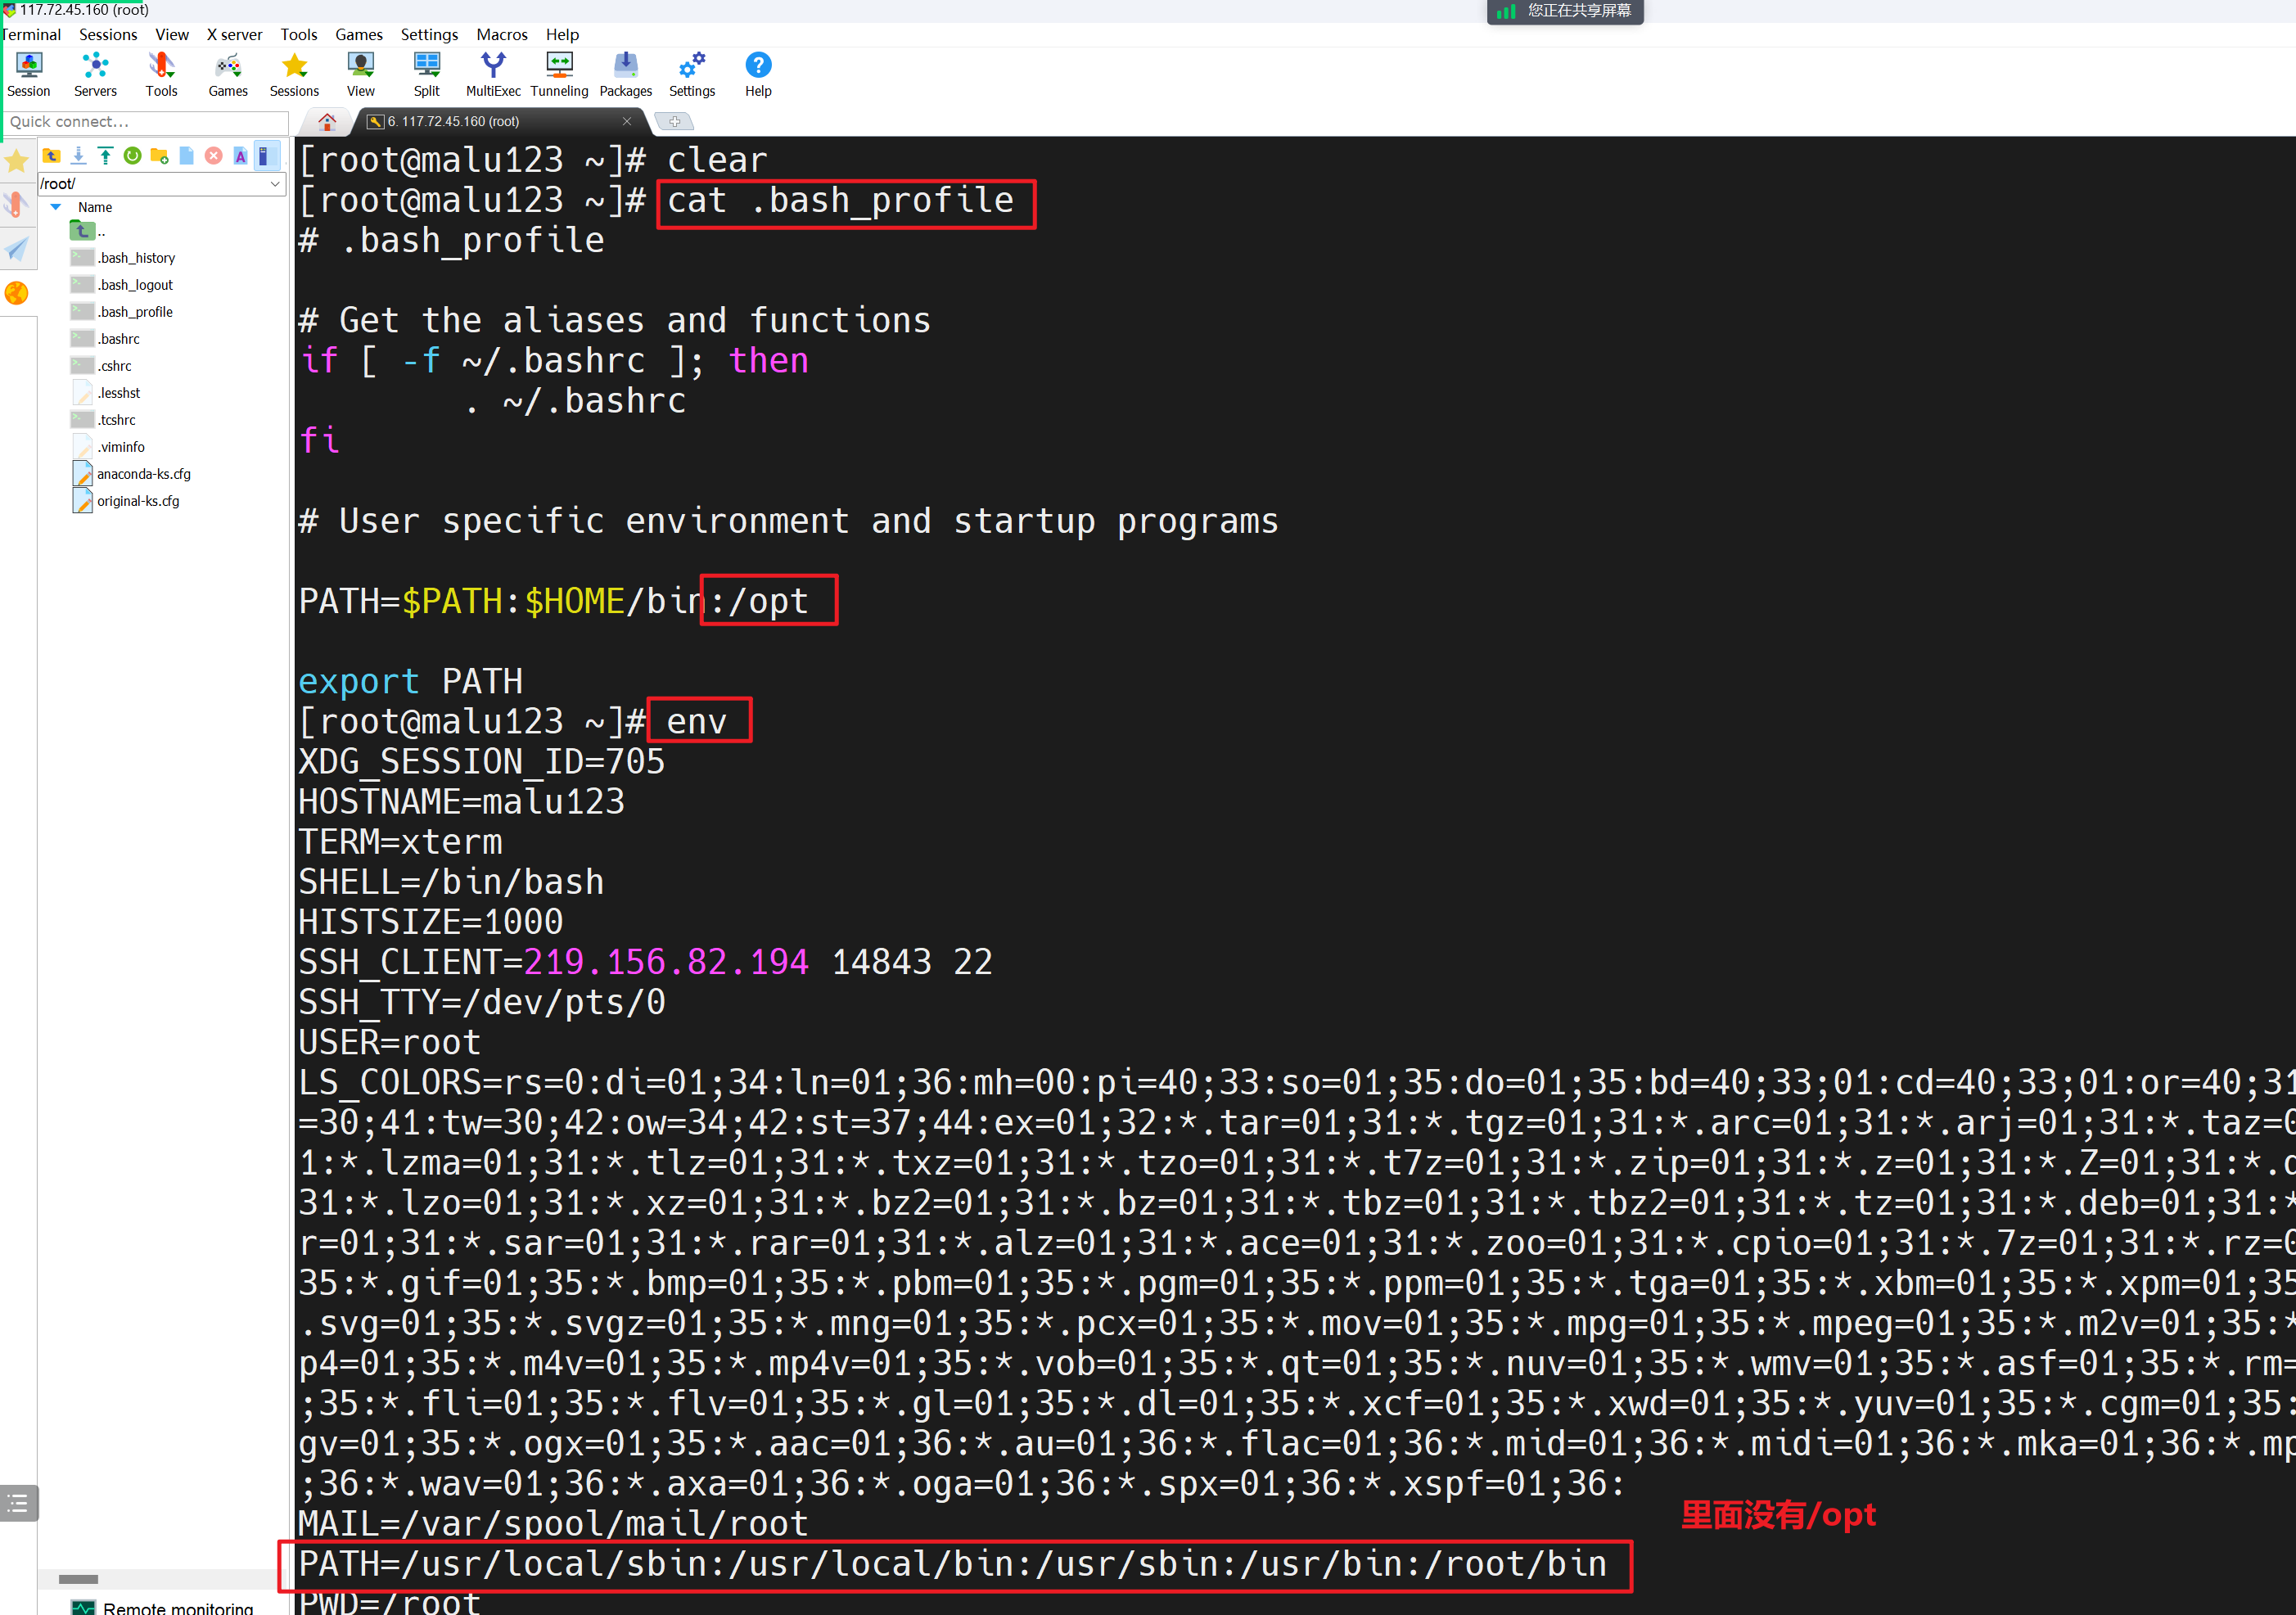 117.72.45.160 (root)
您正在共享屏幕
Terminal Sessions View X server Tools Games Settings Macros Help
Session Servers Tools Games Sessions View Split MultiExec Tunneling Packages Settings Help
Quick connect...
6. 117.72.45.160 (root)
/root/
Name
..
.bash_history
.bash_logout
.bash_profile
.bashrc
.cshrc
.lesshst
.tcshrc
.viminfo
anaconda-ks.cfg
original-ks.cfg
Remote monitoring
[root@malu123 ~]# clear
[root@malu123 ~]# cat .bash_profile
# .bash_profile
# Get the aliases and functions
if [ -f ~/.bashrc ]; then
. ~/.bashrc
fi
# User specific environment and startup programs
PATH=$PATH:$HOME/bin:/opt
export PATH
[root@malu123 ~]# env
XDG_SESSION_ID=705
HOSTNAME=malu123
TERM=xterm
SHELL=/bin/bash
HISTSIZE=1000
SSH_CLIENT=219.156.82.194 14843 22
SSH_TTY=/dev/pts/0
USER=root
LS_COLORS=rs=0:di=01;34:ln=01;36:mh=00:pi=40;33:so=01;35:do=01;35:bd=40;33;01:cd=40;33;01:or=40;31
=30;41:tw=30;42:ow=34;42:st=37;44:ex=01;32:*.tar=01;31:*.tgz=01;31:*.arc=01;31:*.arj=01;31:*.taz=0
1:*.lzma=01;31:*.tlz=01;31:*.txz=01;31:*.tzo=01;31:*.t7z=01;31:*.zip=01;31:*.z=01;31:*.Z=01;31:*.d
31:*.lzo=01;31:*.xz=01;31:*.bz2=01;31:*.bz=01;31:*.tbz=01;31:*.tbz2=01;31:*.tz=01;31:*.deb=01;31:*
r=01;31:*.sar=01;31:*.rar=01;31:*.alz=01;31:*.ace=01;31:*.zoo=01;31:*.cpio=01;31:*.7z=01;31:*.rz=0
35:*.gif=01;35:*.bmp=01;35:*.pbm=01;35:*.pgm=01;35:*.ppm=01;35:*.tga=01;35:*.xbm=01;35:*.xpm=01;35
.svg=01;35:*.svgz=01;35:*.mng=01;35:*.pcx=01;35:*.mov=01;35:*.mpg=01;35:*.mpeg=01;35:*.m2v=01;35:*
p4=01;35:*.m4v=01;35:*.mp4v=01;35:*.vob=01;35:*.qt=01;35:*.nuv=01;35:*.wmv=01;35:*.asf=01;35:*.rm=
;35:*.fli=01;35:*.flv=01;35:*.gl=01;35:*.dl=01;35:*.xcf=01;35:*.xwd=01;35:*.yuv=01;35:*.cgm=01;35:
gv=01;35:*.ogx=01;35:*.aac=01;36:*.au=01;36:*.flac=01;36:*.mid=01;36:*.midi=01;36:*.mka=01;36:*.mp
;36:*.wav=01;36:*.axa=01;36:*.oga=01;36:*.spx=01;36:*.xspf=01;36:
里面没有/opt
MAIL=/var/spool/mail/root
PATH=/usr/local/sbin:/usr/local/bin:/usr/sbin:/usr/bin:/root/bin
PWD=/root